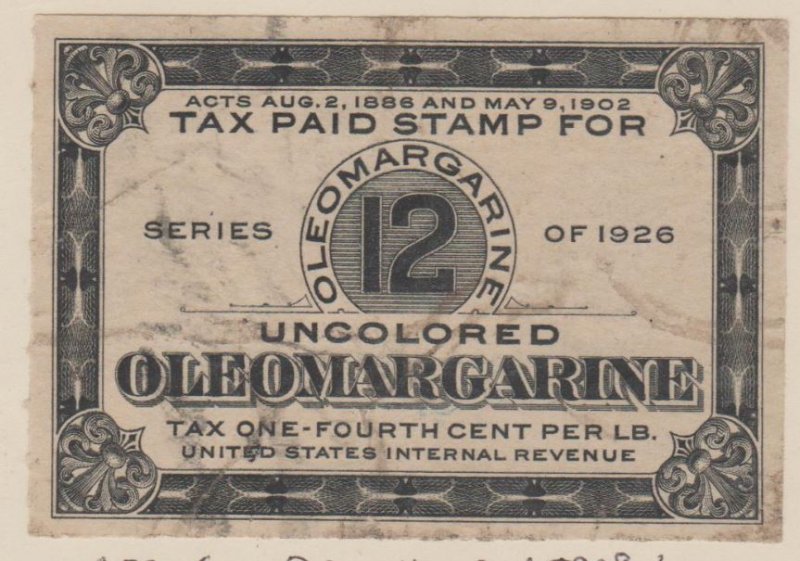 ACTS AUG. 2, 1886 AND MAY 9, 1902
TAX PAID STAMP FOR
OLEOMARGARINE
SERIES 12 OF 1926
UNCOLORED
OLEOMARGARINE
TAX ONE-FOURTH CENT PER LB.
UNITED STATES INTERNAL REVENUE